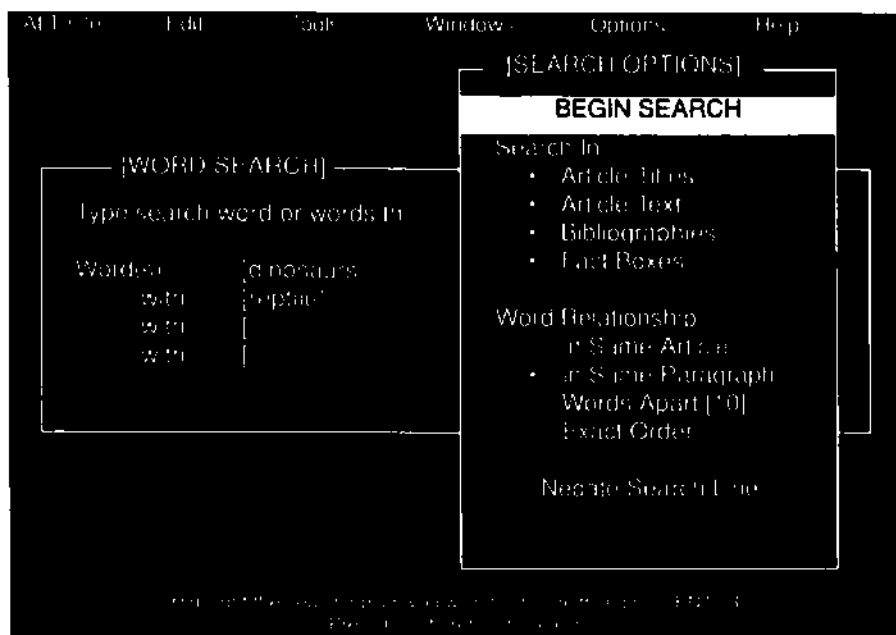 Edit Tools Windows Options Help
[SEARCH OPTIONS]
BEGIN SEARCH
Search In
• Article Titles
• Article Text
• Bibliographies
• Fact Boxes
Word Relationship
in Same Article
• in Same Paragraph
Words Apart [10]
Exact Order
Negate Search Line
[WORD SEARCH]
Type search word or words in
Word(s) [dinosaurs
with [
with [
with [